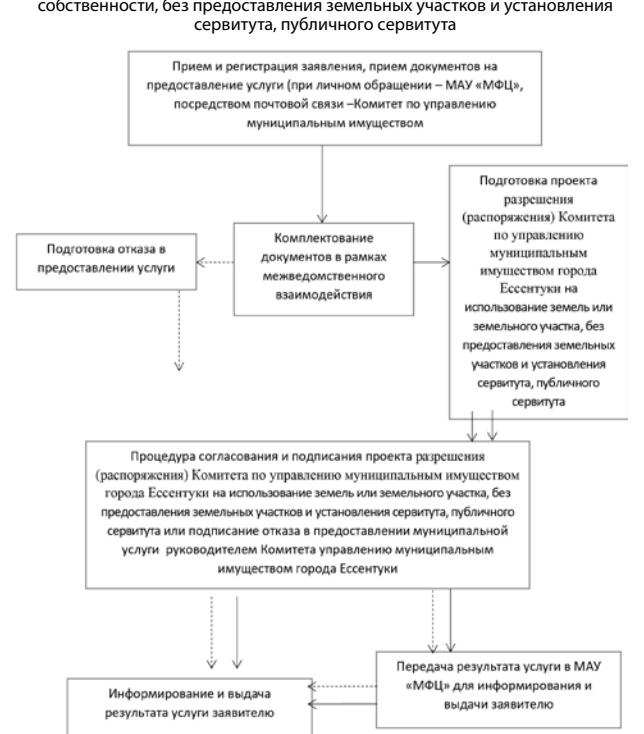 собственности, без предоставления земельных участков и установления
сервитута, публичного сервитута
Прием и регистрация заявления, прием документов на
предоставление услуги (при личном обращении – МАУ «МФЦ»,
посредством почтовой связи –Комитет по управлению
муниципальным имуществом
Подготовка отказа в
предоставлении услуги
Комплектование
документов в рамках
межведомственного
взаимодействия
Подготовка проекта
разрешения
(распоряжения) Комитета
по управлению
муниципальным
имуществом города
Ессентуки на
использование земель или
земельного участка, без
предоставления земельных
участков и установления
сервитута, публичного
сервитута
Процедура согласования и подписания проекта разрешения
(распоряжения) Комитета по управлению муниципальным имуществом
города Ессентуки на использование земель или земельного участка, без
предоставления земельных участков и установления сервитута, публичного
сервитута или подписание отказа в предоставлении муниципальной
услуги руководителем Комитета управлению муниципальным
имуществом города Ессентуки
Информирование и выдача
результата услуги заявителю
Передача результата услуги в МАУ
«МФЦ» для информирования и
выдачи заявителю